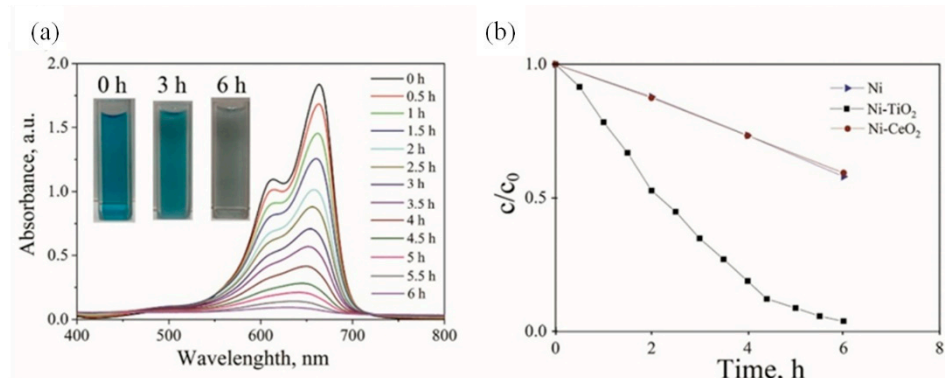 (a)
0 h 3 h 6 h
Absorbance, a.u.
2.0
1.5
1.0
0.5
0.0
400 500 600 700 800
Wavelenghth, nm
0 h
0.5 h
1 h
1.5 h
2 h
2.5 h
3 h
3.5 h
4 h
4.5 h
5 h
5.5 h
6 h
(b)
c/c0
1.0
0.5
0.0
0 2 4 6 8
Time, h
Ni
Ni-TiO2
Ni-CeO2